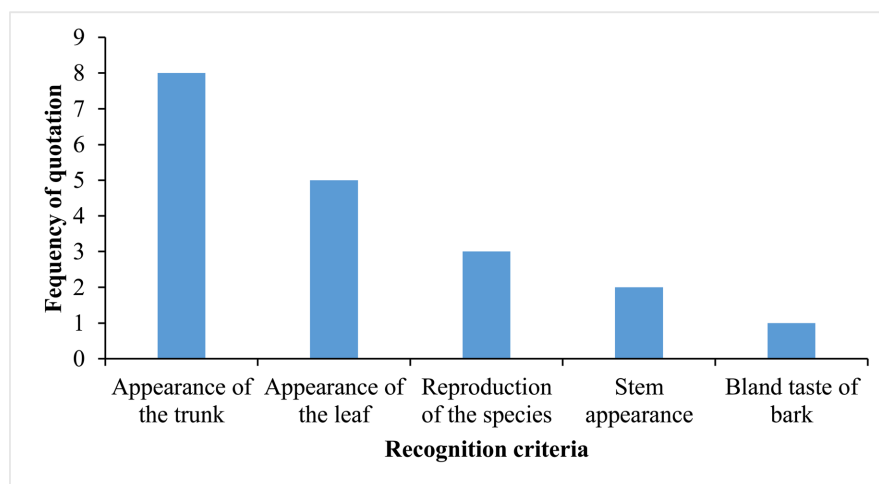 9
8
7
6
5
4
3
2
1
0
Fequency of quotation
Appearance of
the trunk
Appearance of
the leaf
Reproduction
of the species
Stem
appearance
Bland taste of
bark
Recognition criteria